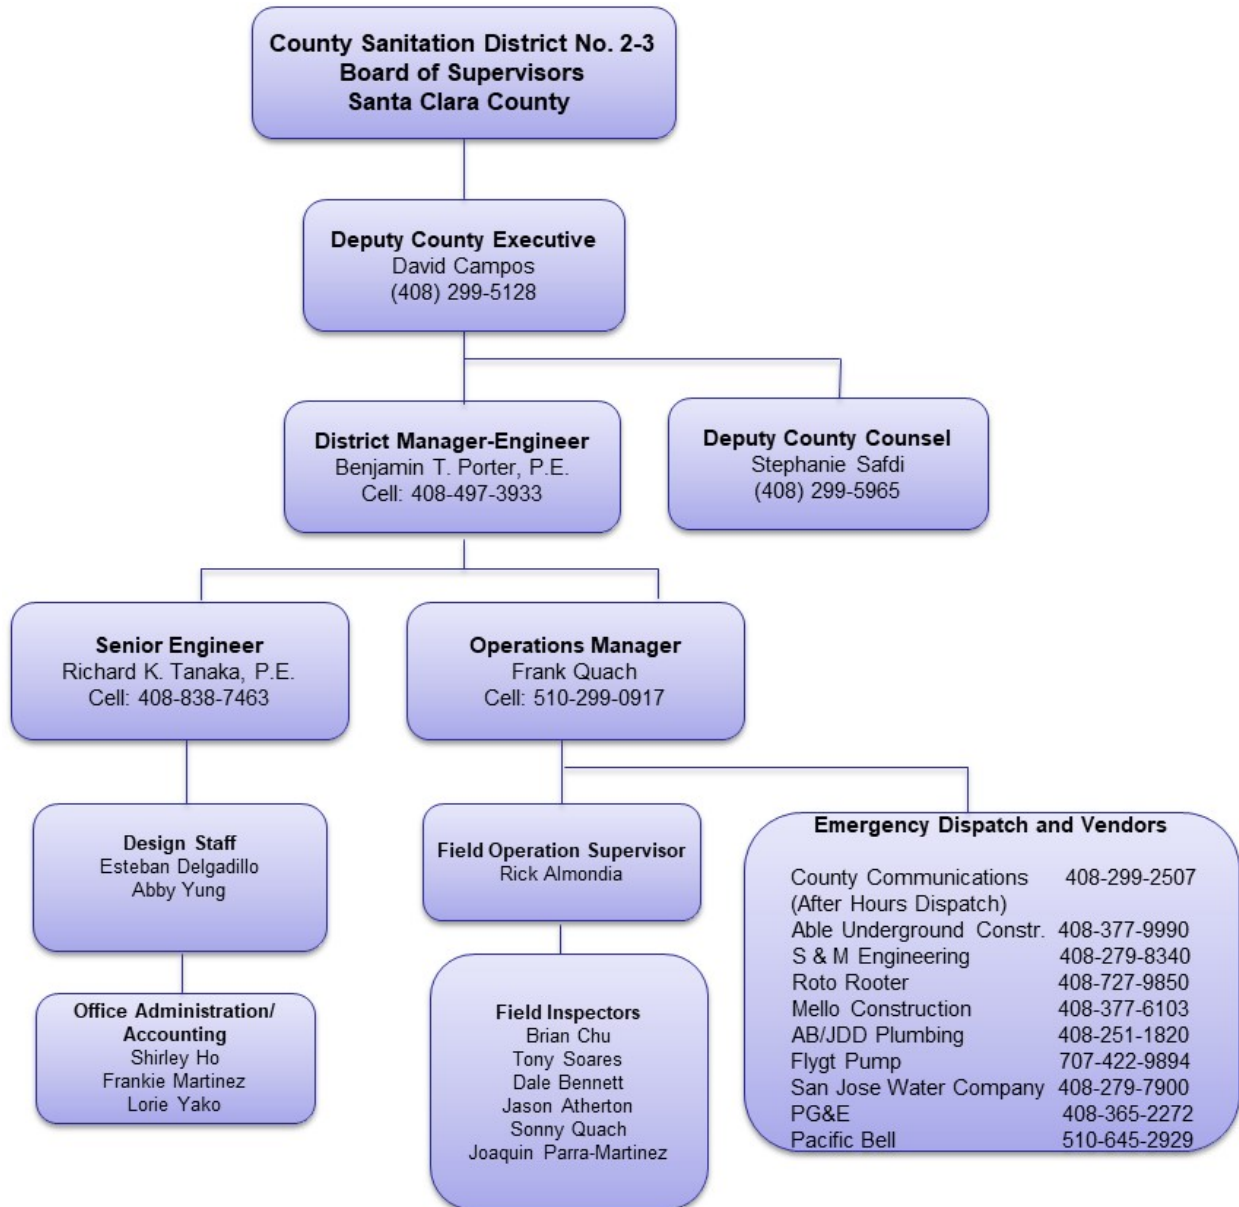 County Sanitation District No. 2-3
Board of Supervisors
Santa Clara County
Deputy County Executive
David Campos
(408) 299-5128
District Manager-Engineer
Benjamin T. Porter, P.E.
Cell: 408-497-3933
Deputy County Counsel
Stephanie Safdi
(408) 299-5965
Senior Engineer
Richard K. Tanaka, P.E.
Cell: 408-838-7463
Operations Manager
Frank Quach
Cell: 510-299-0917
Design Staff
Esteban Delgadillo
Abby Yung
Office Administration/
Accounting
Shirley Ho
Frankie Martinez
Lorie Yako
Field Operation Supervisor
Rick Almondia
Field Inspectors
Brian Chu
Tony Soares
Dale Bennett
Jason Atherton
Sonny Quach
Joaquin Parra-Martinez
Emergency Dispatch and Vendors
County Communications 408-299-2507
(After Hours Dispatch)
Able Underground Constr. 408-377-9990
S & M Engineering 408-279-8340
Roto Rooter 408-727-9850
Mello Construction 408-377-6103
AB/JDD Plumbing 408-251-1820
Flygt Pump 707-422-9894
San Jose Water Company 408-279-7900
PG&E 408-365-2272
Pacific Bell 510-645-2929